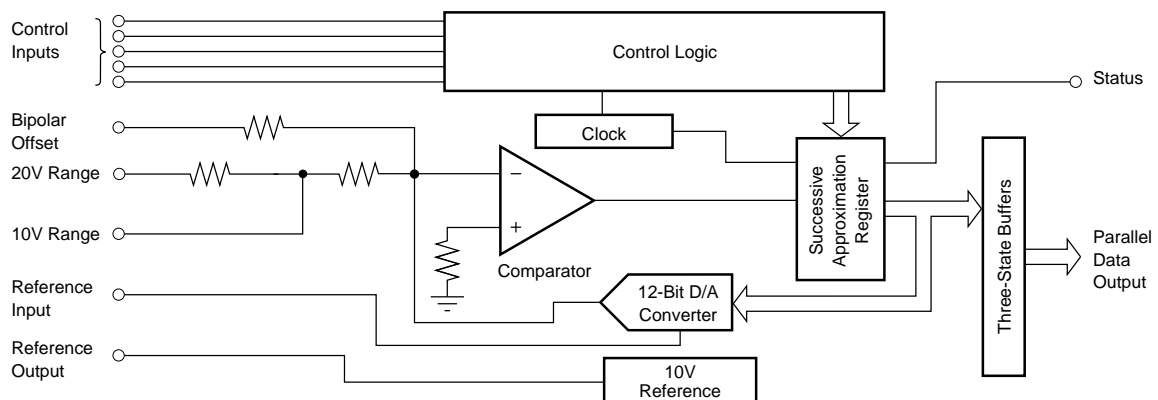 Control
Inputs
Control Logic
Status
Bipolar
Offset
Clock
20V Range
10V Range
Successive
Approximation
Register
Three-State Buffers
Parallel
Data
Output
−
+
Comparator
Reference
Input
12-Bit D/A
Converter
Reference
Output
10V
Reference